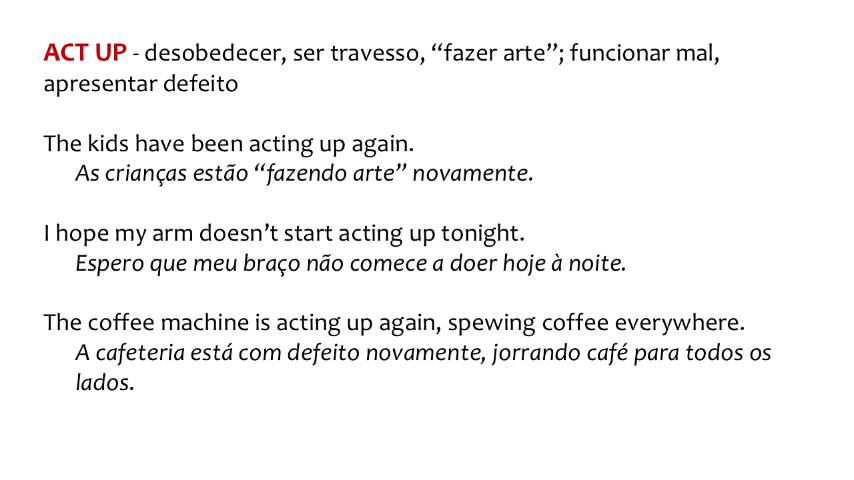 ACT UP - desobedecer, ser travesso, “fazer arte”; funcionar mal,
apresentar defeito
The kids have been acting up again.
As crianças estão “fazendo arte” novamente.
I hope my arm doesn’t start acting up tonight.
Espero que meu braço não comece a doer hoje à noite.
The coffee machine is acting up again, spewing coffee everywhere.
A cafeteria está com defeito novamente, jorrando café para todos os
lados.